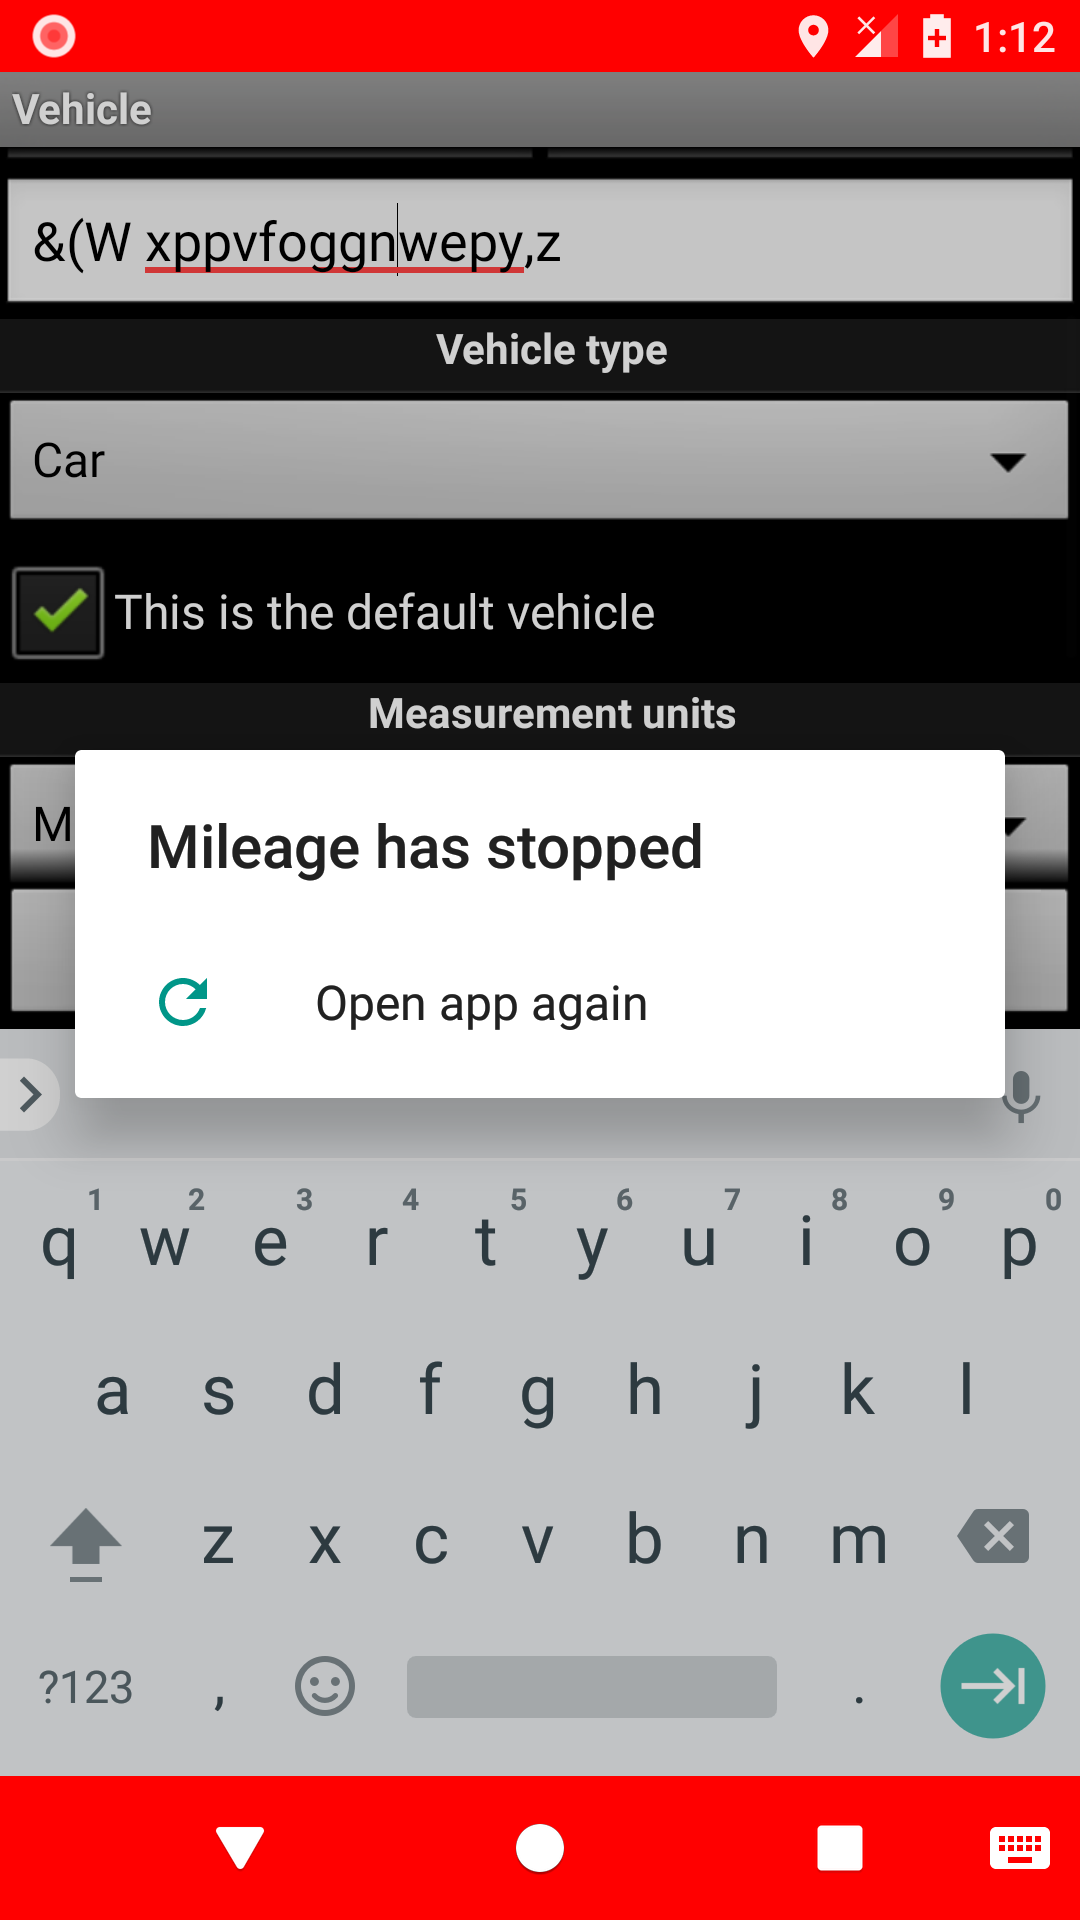 1:12
Vehicle
&(W xppvfoggnwepy,z
Vehicle type
Car
This is the default vehicle
Measurement units
M
Mileage has stopped
Open app again
1 2 3 4 5 6 7 8 9 0
q w e r t y u i o p
a s d f g h j k l
z x c v b n m
?123 , .